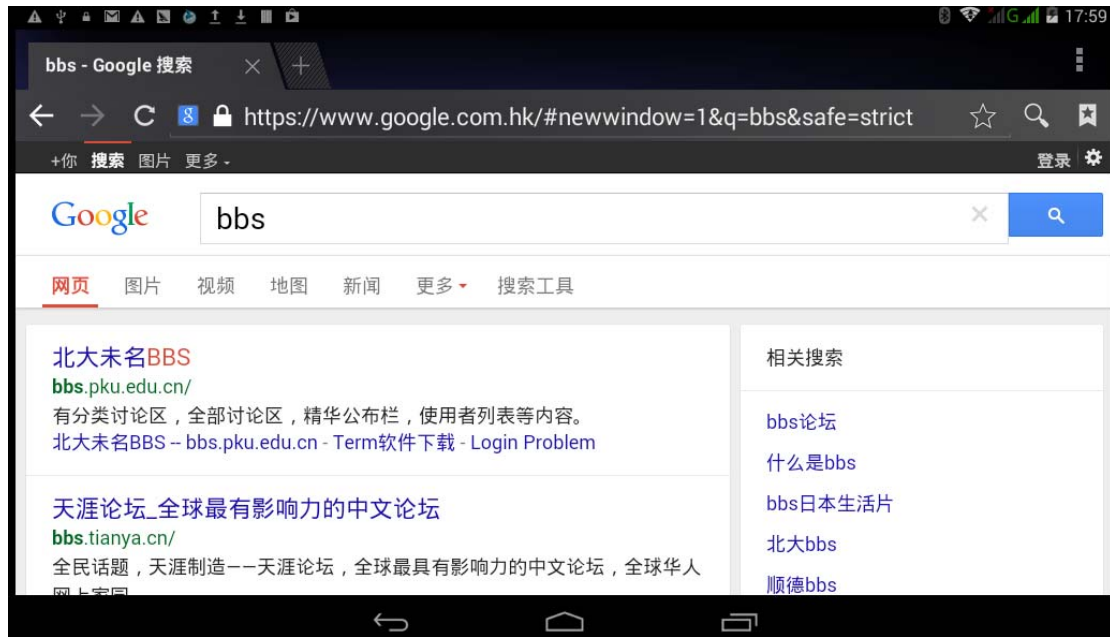 G 17:59
bbs - Google 搜索
https://www.google.com.hk/#newwindow=1&q=bbs&safe=strict
+你 搜索 图片 更多 登录
Google bbs
网页 图片 视频 地图 新闻 更多 搜索工具
北大未名BBS
bbs.pku.edu.cn/
有分类讨论区，全部讨论区，精华公布栏，使用者列表等内容。
北大未名BBS -- bbs.pku.edu.cn - Term软件下载 - Login Problem
天涯论坛_全球最有影响力的中文论坛
bbs.tianya.cn/
全民话题，天涯制造——天涯论坛，全球最具有影响力的中文论坛，全球华人
网上家园
相关搜索
bbs论坛
什么是bbs
bbs日本生活片
北大bbs
顺德bbs